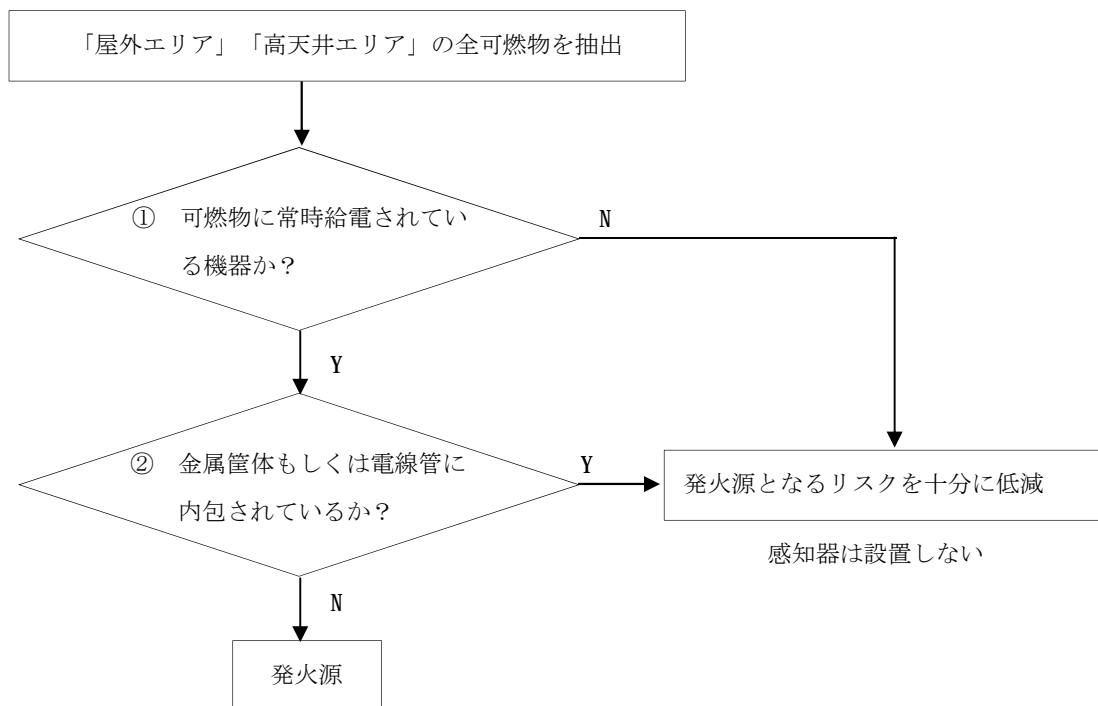 「屋外エリア」「高天井エリア」の全可燃物を抽出
① 可燃物に常時給電されてい
る機器か？
N
Y
② 金属筐体もしくは電線管に
内包されているか？
Y
発火源となるリスクを十分に低減
感知器は設置しない
N
発火源